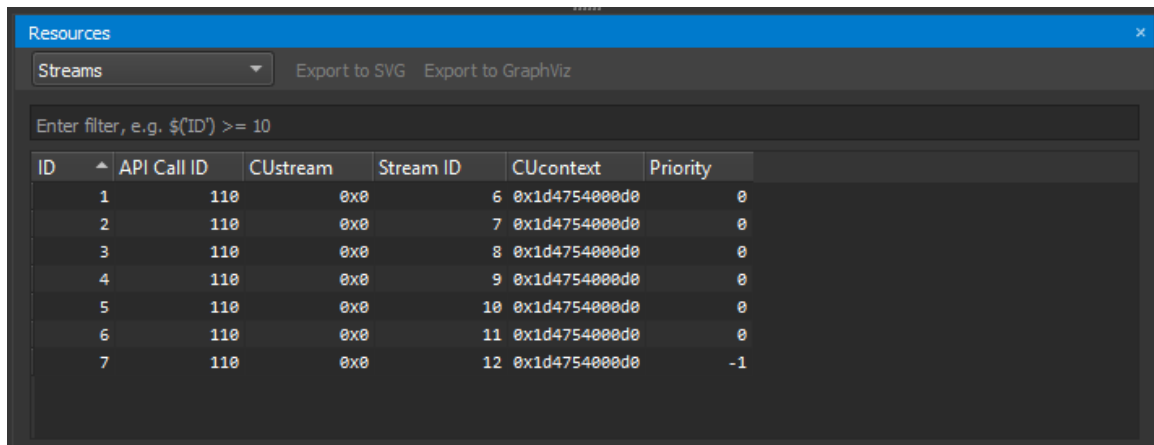 Resources
Streams Export to SVG Export to GraphViz
Enter filter, e.g. $('ID') >= 10
ID API Call ID CUstream Stream ID CUcontext Priority
1 110 0x0 6 0x1d4754000d0 0
2 110 0x0 7 0x1d4754000d0 0
3 110 0x0 8 0x1d4754000d0 0
4 110 0x0 9 0x1d4754000d0 0
5 110 0x0 10 0x1d4754000d0 0
6 110 0x0 11 0x1d4754000d0 0
7 110 0x0 12 0x1d4754000d0 -1